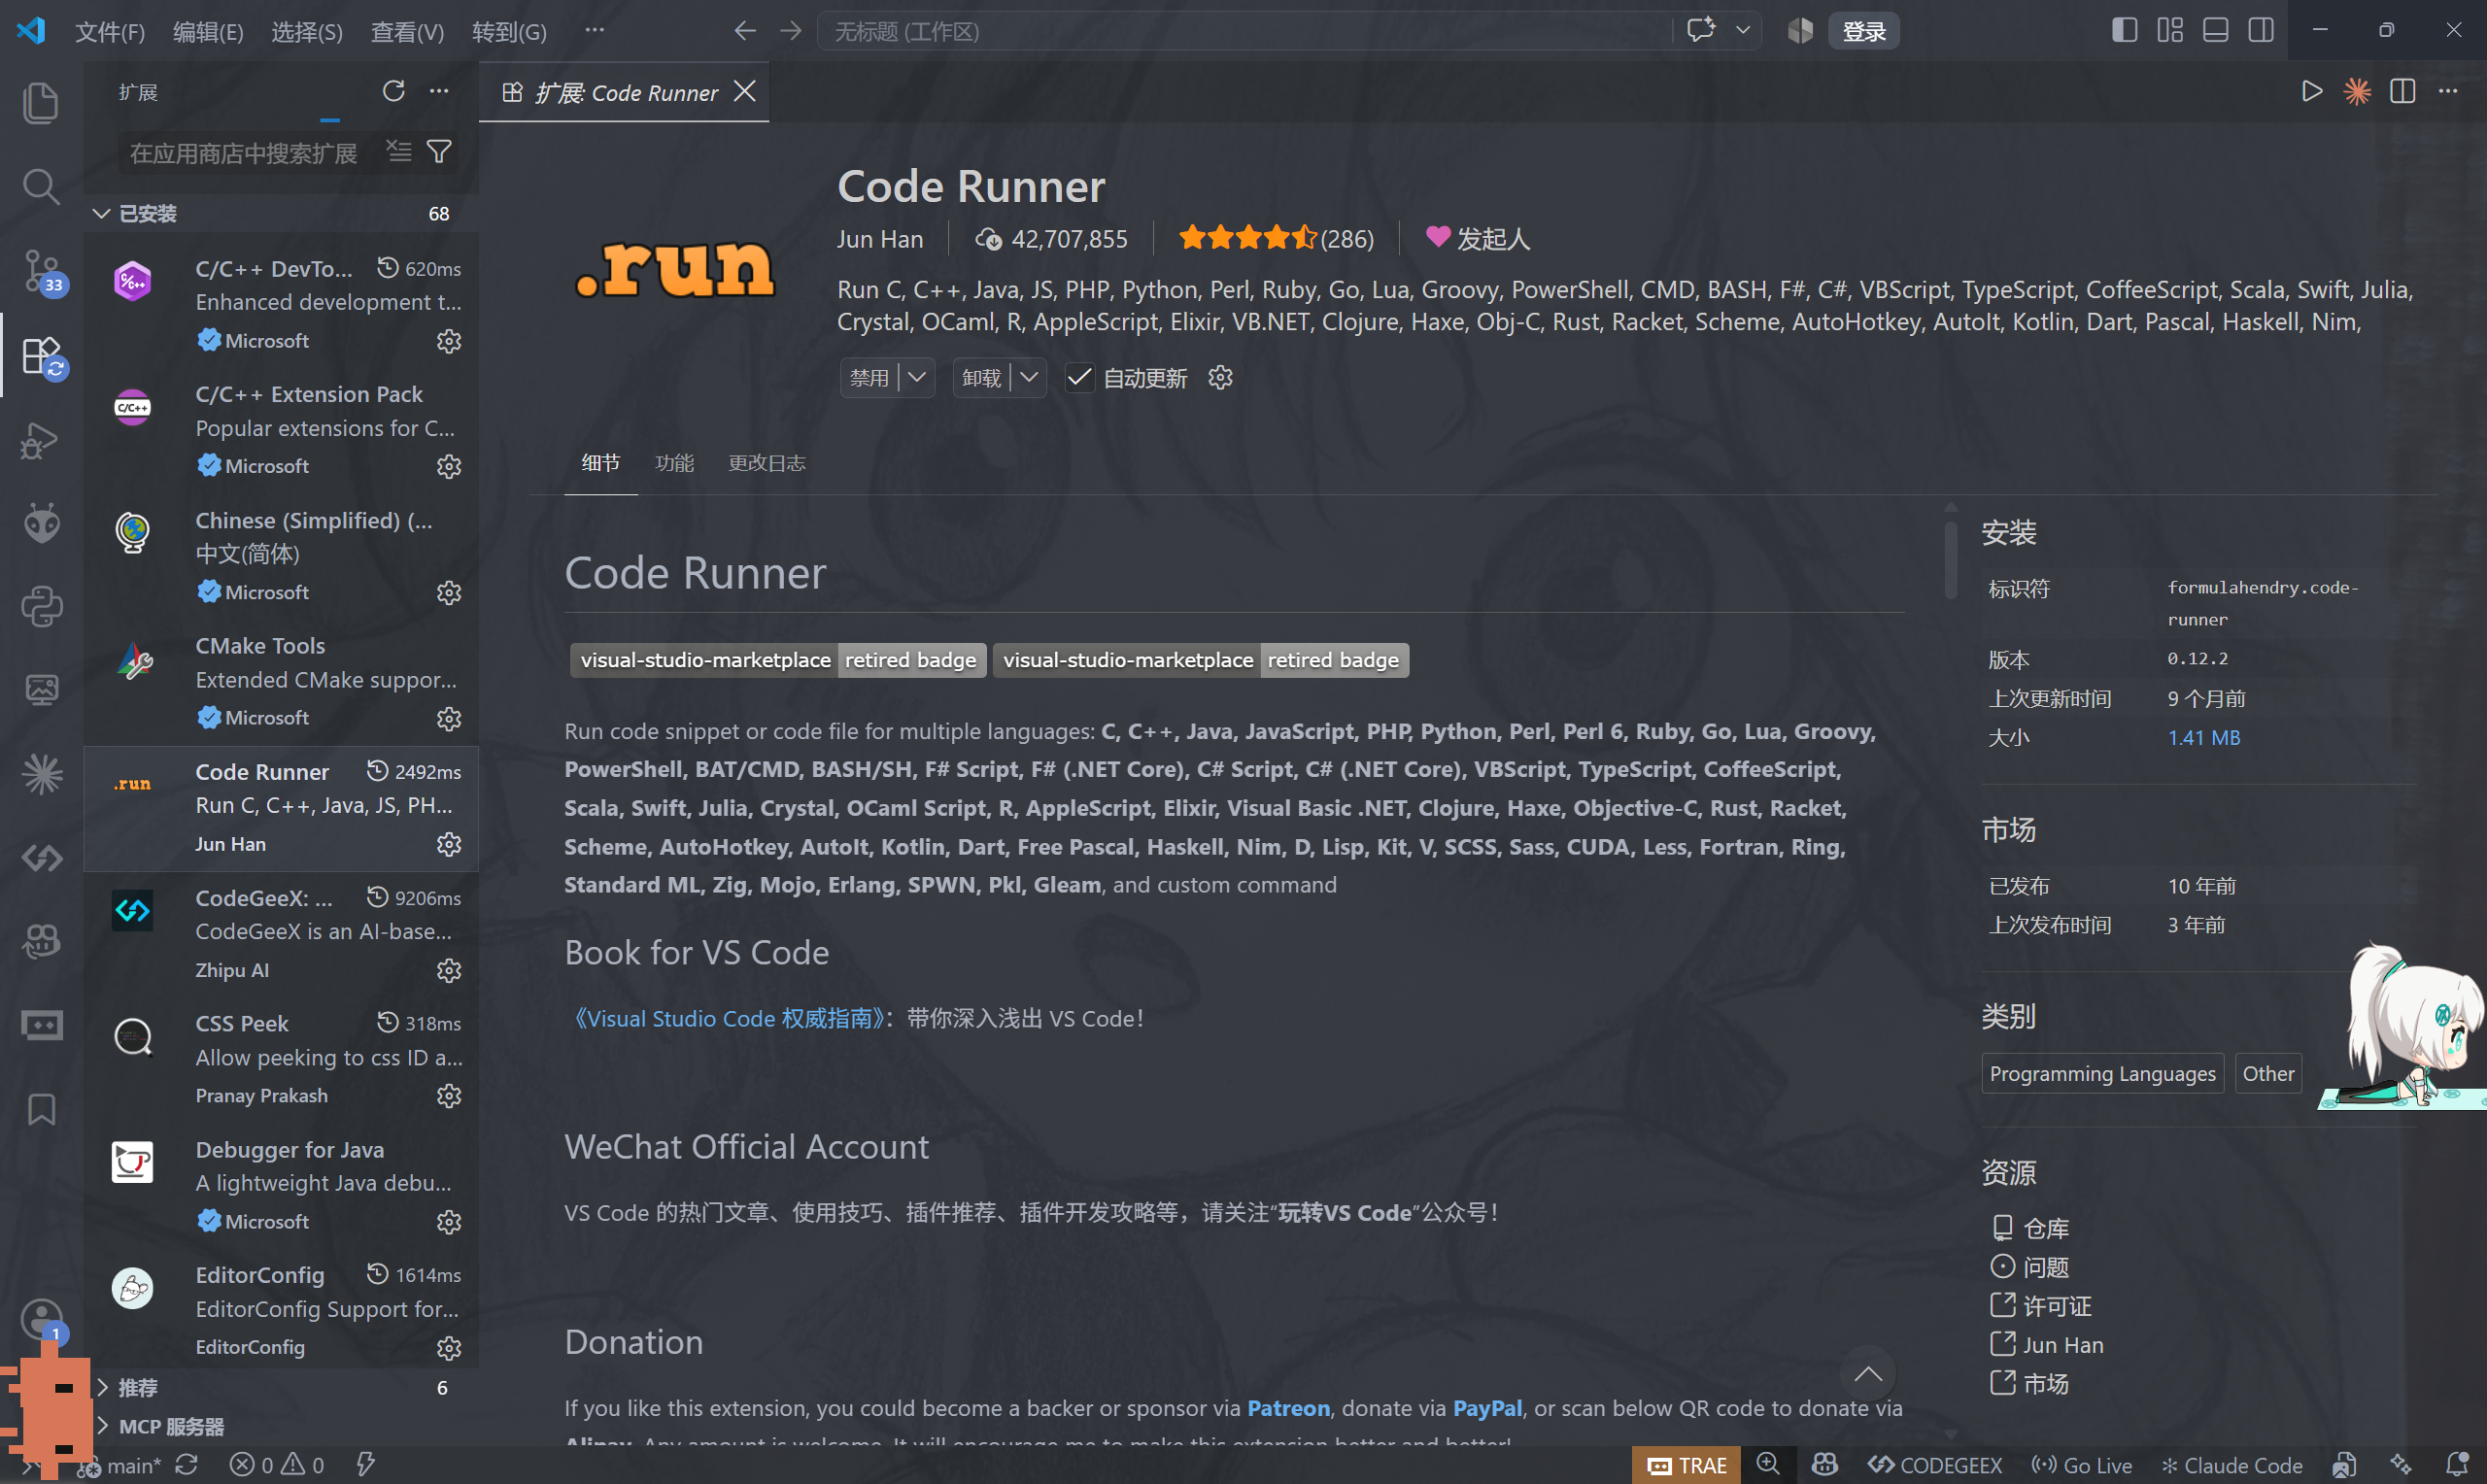 文件(F) 编辑(E) 选择(S) 查看(V) 转到(G) ··· 无标题 (工作区) 登录
扩展
在应用商店中搜索扩展
已安装 68
C/C++ DevTo... 620ms
Enhanced development t...
Microsoft
C/C++ Extension Pack
Popular extensions for C...
Microsoft
Chinese (Simplified) (...
中文(简体)
Microsoft
CMake Tools
Extended CMake suppor...
Microsoft
.run
Code Runner 2492ms
Run C, C++, Java, JS, PH...
Jun Han
CodeGeeX: ... 9206ms
CodeGeeX is an AI-base...
Zhipu AI
CSS Peek 318ms
Allow peeking to css ID a...
Pranay Prakash
Debugger for Java
A lightweight Java debu...
Microsoft
EditorConfig 1614ms
EditorConfig Support for...
EditorConfig
推荐 6
MCP 服务器
33
1
C/C++
扩展: Code Runner
.run
Code Runner
Jun Han 42,707,855 (286) 发起人
Run C, C++, Java, JS, PHP, Python, Perl, Ruby, Go, Lua, Groovy, PowerShell, CMD, BASH, F#, C#, VBScript, TypeScript, CoffeeScript, Scala, Swift, Julia,
Crystal, OCaml, R, AppleScript, Elixir, VB.NET, Clojure, Haxe, Obj-C, Rust, Racket, Scheme, AutoHotkey, AutoIt, Kotlin, Dart, Pascal, Haskell, Nim,
禁用 卸载 自动更新
细节 功能 更改日志
Code Runner
visual-studio-marketplace retired badge visual-studio-marketplace retired badge
Run code snippet or code file for multiple languages: C, C++, Java, JavaScript, PHP, Python, Perl, Perl 6, Ruby, Go, Lua, Groovy,
PowerShell, BAT/CMD, BASH/SH, F# Script, F# (.NET Core), C# Script, C# (.NET Core), VBScript, TypeScript, CoffeeScript,
Scala, Swift, Julia, Crystal, OCaml Script, R, AppleScript, Elixir, Visual Basic .NET, Clojure, Haxe, Objective-C, Rust, Racket,
Scheme, AutoHotkey, AutoIt, Kotlin, Dart, Free Pascal, Haskell, Nim, D, Lisp, Kit, V, SCSS, Sass, CUDA, Less, Fortran, Ring,
Standard ML, Zig, Mojo, Erlang, SPWN, Pkl, Gleam, and custom command
Book for VS Code
《Visual Studio Code 权威指南》：带你深入浅出 VS Code！
WeChat Official Account
VS Code 的热门文章、使用技巧、插件推荐、插件开发攻略等，请关注“玩转VS Code”公众号！
Donation
If you like this extension, you could become a backer or sponsor via Patreon, donate via PayPal, or scan below QR code to donate via
Alipay. Any amount is welcome. It will encourage me to make this extension better and better!
安装
标识符 formulahendry.code-
runner
版本 0.12.2
上次更新时间 9 个月前
大小 1.41 MB
市场
已发布 10 年前
上次发布时间 3 年前
类别
Programming Languages Other
资源
仓库
问题
许可证
Jun Han
市场
main* 0 0 TRAE CODEGEEX Go Live Claude Code